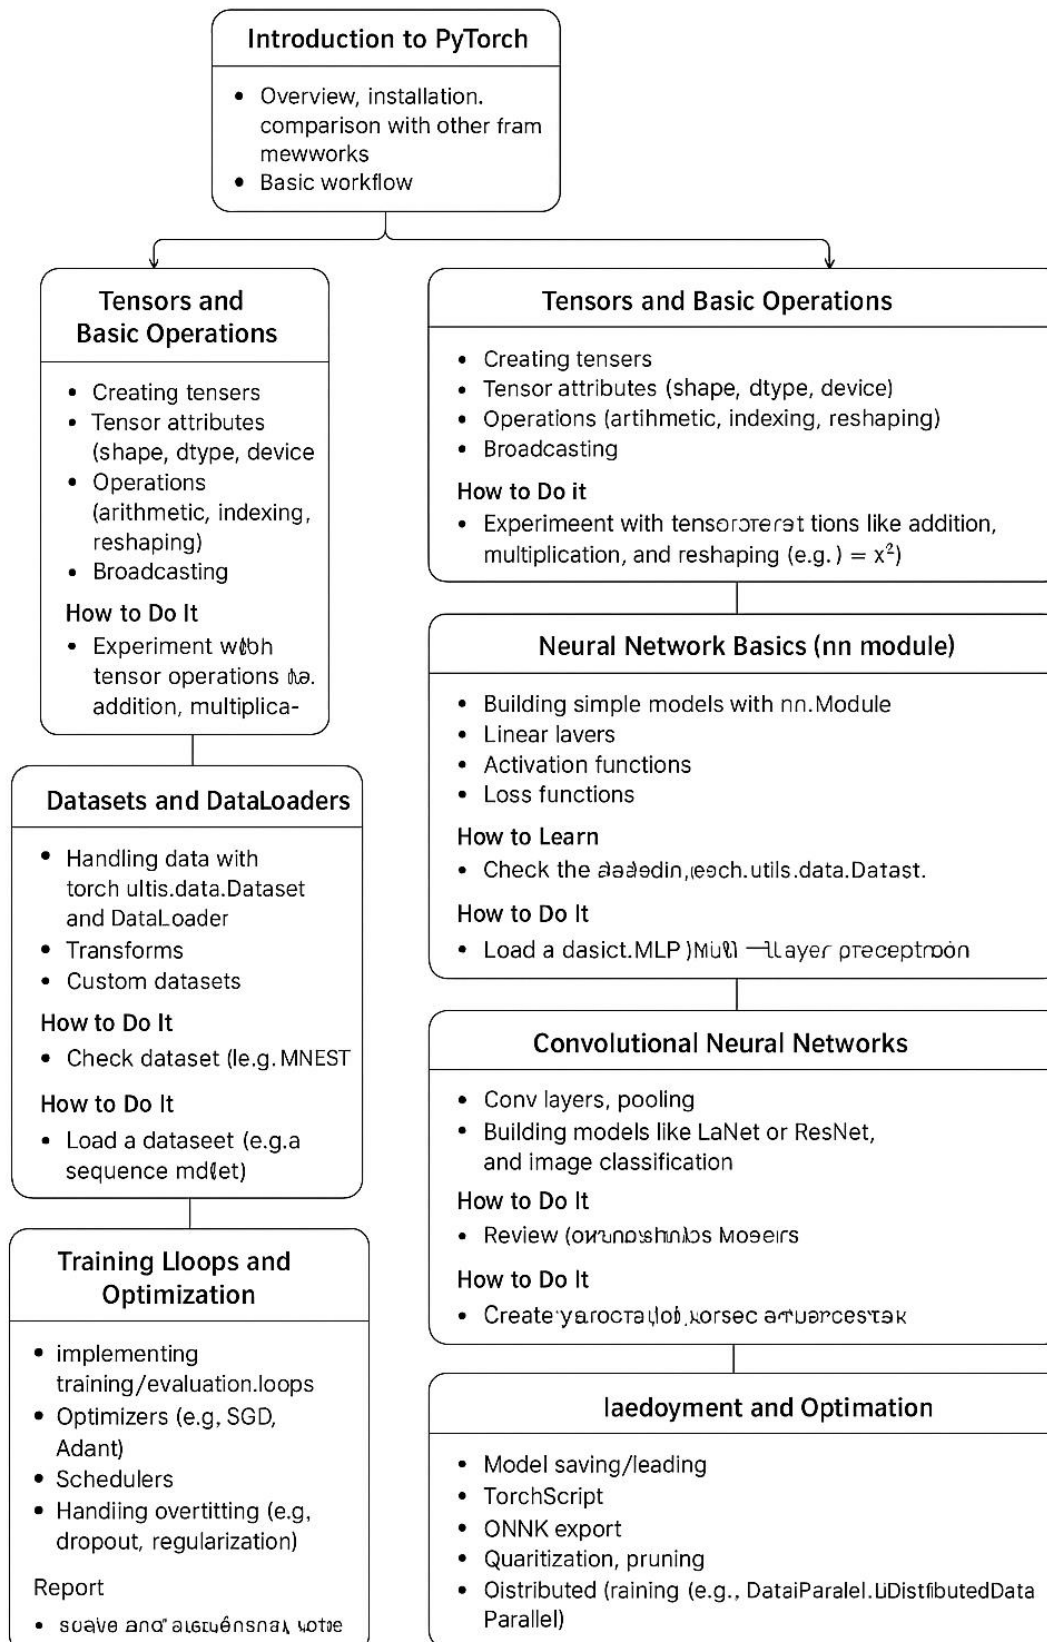 Introduction to PyTorch
• Overview, installation.
comparison with other fram
mewworks
• Basic workflow
Tensors and
Basic Operations
• Creating tensers
• Tensor attributes
(shape, dtype, device
• Operations
(arithmetic, indexing,
reshaping)
• Broadcasting
How to Do It
• Experiment
tensor operations
addition, multiplica-
Datasets and DataLoaders
• Handling data with
torch ultis.data.Dataset
and DataLoader
• Transforms
• Custom datasets
How to Do It
• Check dataset (le.g. MNEST
How to Do It
• Load a dataseet (e.g.a
sequence
Training Lloops and
Optimization
• implementing
training/evaluation.loops
• Optimizers (e.g, SGD,
Adant)
• Schedulers
• Handiing overtitting (e.g,
dropout, regularization)
Report
Tensors and Basic Operations
• Creating tensers
• Tensor attributes (shape, dtype, device)
• Operations (artihmetic, indexing, reshaping)
• Broadcasting
How to Do it
• Experimeent with tions like addition,
multiplication, and reshaping (e.g. ) = x²)
Neural Network Basics (nn module)
• Building simple models with nn.Module
• Linear lavers
• Activation functions
• Loss functions
How to Learn
• Check the
How to Do It
• Load a dasict.MLP
Convolutional Neural Networks
• Conv layers, pooling
• Building models like LaNet or ResNet,
and image classification
How to Do It
• Review
How to Do It
• Create
laedoyment and Optimation
• Model saving/leading
• TorchScript
• ONNK export
• Quaritization, pruning
• Oistributed (raining (e.g., DataiParalel.LiDistfibutedData
Parallel)